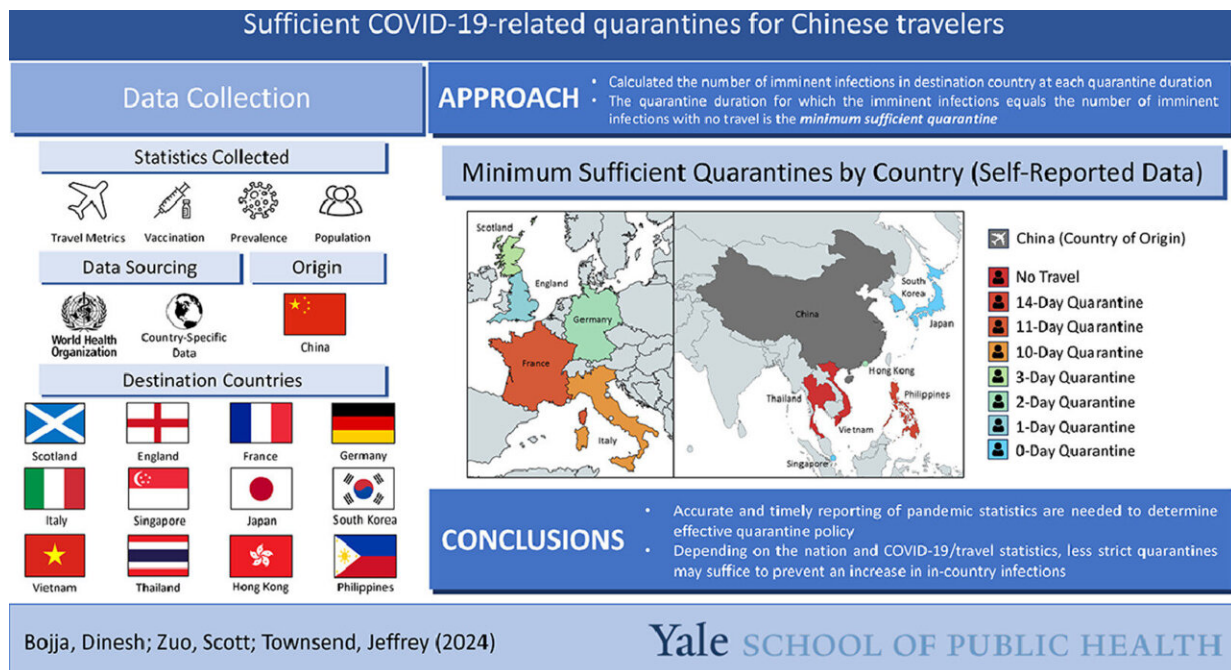 Sufficient COVID-19-related quarantines for Chinese travelers
Data Collection
Statistics Collected
Travel Metrics
Vaccination
Prevalence
Population
Data Sourcing
Origin
World Health
Organization
Country-Specific
Data
China
Destination Countries
Scotland
England
France
Germany
Italy
Singapore
Japan
South Korea
Vietnam
Thailand
Hong Kong
Philippines
APPROACH
• Calculated the number of imminent infections in destination country at each quarantine duration
• The quarantine duration for which the imminent infections equals the number of imminent
infections with no travel is the minimum sufficient quarantine
Minimum Sufficient Quarantines by Country (Self-Reported Data)
Scotland
England
Germany
France
Italy
China
South
Korea
Japan
Hong Kong
Thailand
Philippines
Vietnam
Singapore
China (Country of Origin)
No Travel
14-Day Quarantine
11-Day Quarantine
10-Day Quarantine
3-Day Quarantine
2-Day Quarantine
1-Day Quarantine
0-Day Quarantine
CONCLUSIONS
• Accurate and timely reporting of pandemic statistics are needed to determine
effective quarantine policy
• Depending on the nation and COVID-19/travel statistics, less strict quarantines
may suffice to prevent an increase in in-country infections
Bojja, Dinesh; Zuo, Scott; Townsend, Jeffrey (2024)
Yale SCHOOL OF PUBLIC HEALTH